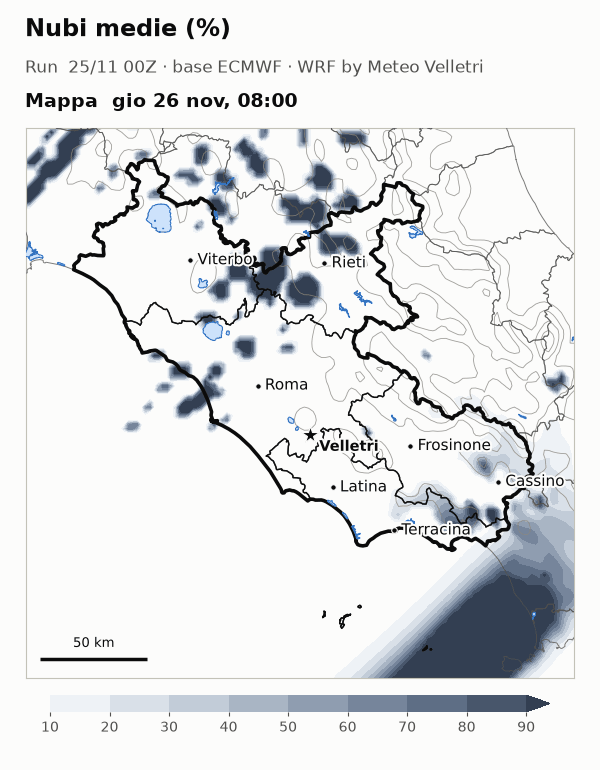 Nubi medie (%)
Run  25/11 00Z · base ECMWF · WRF by Meteo Velletri
Mappa  gio 26 nov, 08:00
Viterbo
Rieti
Roma
Velletri
Frosinone
Cassino
Latina
Terracina
50 km
10 20 30 40 50 60 70 80 90